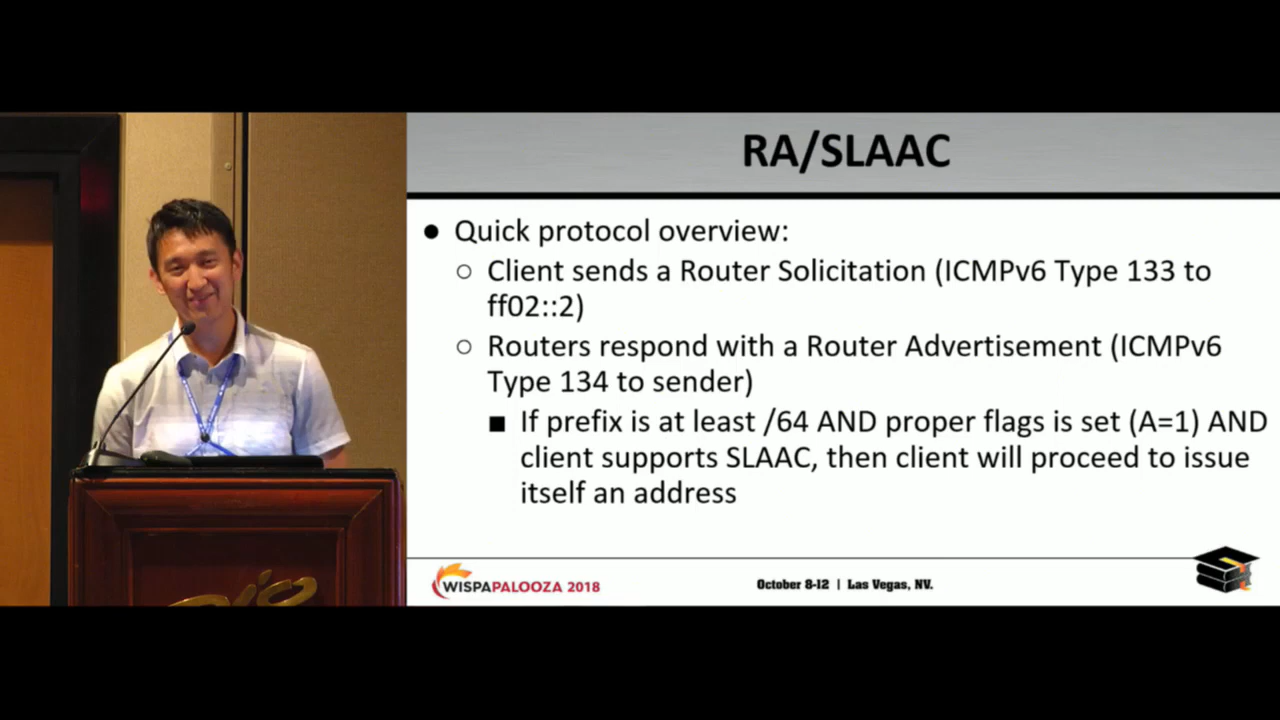 RA/SLAAC
● Quick protocol overview:
○ Client sends a Router Solicitation (ICMPv6 Type 133 to
ff02::2)
○ Routers respond with a Router Advertisement (ICMPv6
Type 134 to sender)
■ If prefix is at least /64 AND proper flags is set (A=1) AND
client supports SLAAC, then client will proceed to issue
itself an address
WISPAPALOOZA 2018
October 8-12 | Las Vegas, NV.